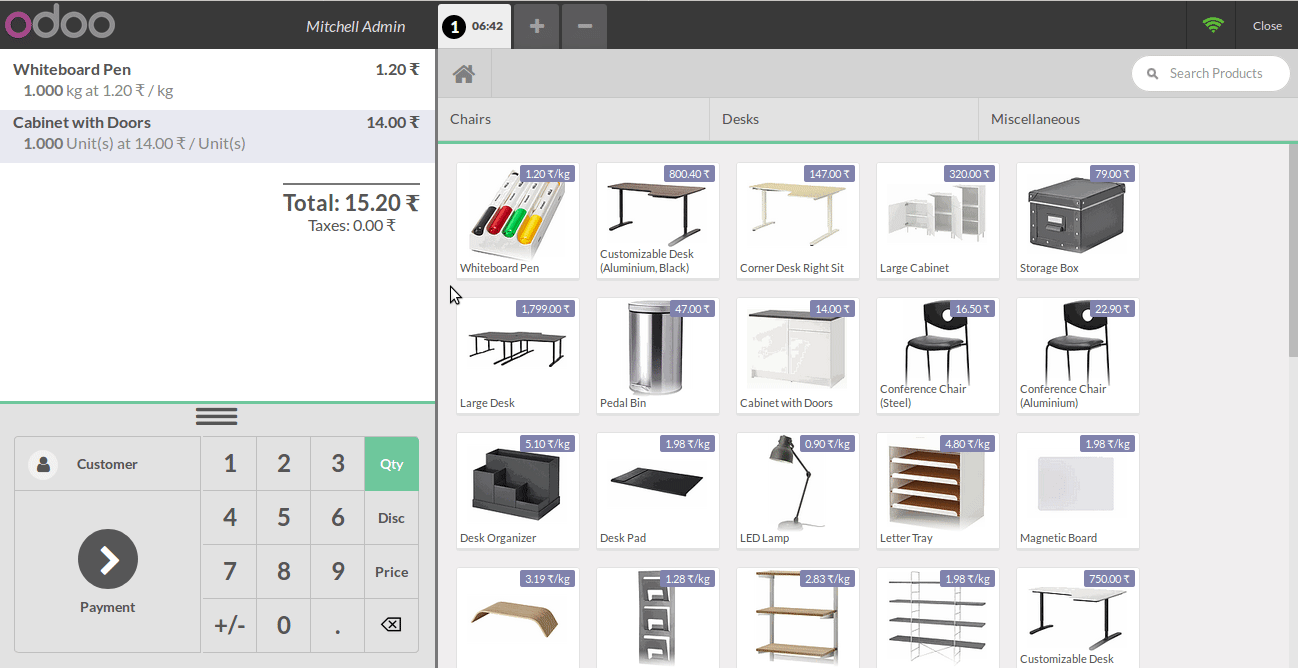 odoo
Mitchell Admin
1 06:42 + −
Close
Whiteboard Pen 1.20 ₹
1.000 kg at 1.20 ₹ / kg
Cabinet with Doors 14.00 ₹
1.000 Unit(s) at 14.00 ₹ / Unit(s)
Total: 15.20 ₹
Taxes: 0.00 ₹
Customer
1 2 3 Qty
4 5 6 Disc
7 8 9 Price
+/- 0 .
Payment
Search Products
Chairs Desks Miscellaneous
1.20 ₹/kg
Whiteboard Pen
800.40 ₹
Customizable Desk
(Aluminium, Black)
147.00 ₹
Corner Desk Right Sit
320.00 ₹
Large Cabinet
79.00 ₹
Storage Box
1,799.00 ₹
Large Desk
47.00 ₹
Pedal Bin
14.00 ₹
Cabinet with Doors
16.50 ₹
Conference Chair
(Steel)
22.90 ₹
Conference Chair
(Aluminium)
5.10 ₹/kg
Desk Organizer
1.98 ₹/kg
Desk Pad
0.90 ₹/kg
LED Lamp
4.80 ₹/kg
Letter Tray
1.98 ₹/kg
Magnetic Board
3.19 ₹/kg
1.28 ₹/kg
2.83 ₹/kg
1.98 ₹/kg
750.00 ₹
Customizable Desk